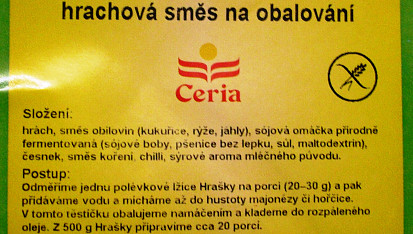 hrachová směs na obalování
Ceria
Složení:
hrách, směs obilovin (kukuřice, rýže, jáhly), sójová omáčka přírodně
fermentovaná (sójové boby, pšenice bez lepku, sůl, maltodextrin),
česnek, směs koření, chilli, sýrové aroma mléčného původu.
Postup:
Odměříme jednu polévkové lžíce Hrašky na porci (20–30 g) a pak
přidáváme vodu a mícháme až do hustoty majonézy či hořčice.
V tomto těstíčku obalujeme namáčením a klademe do rozpáleného
oleje. Z 500 g Hrašky připravíme cca 20 porcí.